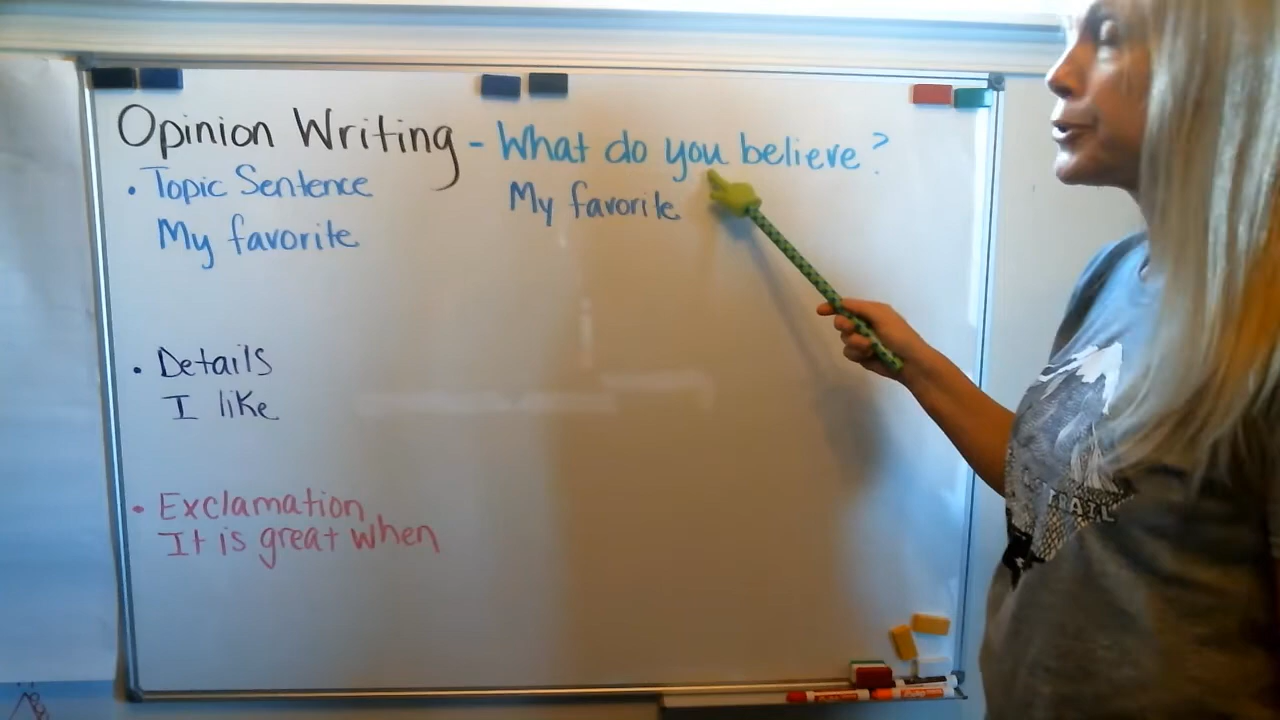 Opinion Writing - What do you believe?
• Topic Sentence
My favorite
My favorite
• Details
I like
• Exclamation
It is great when